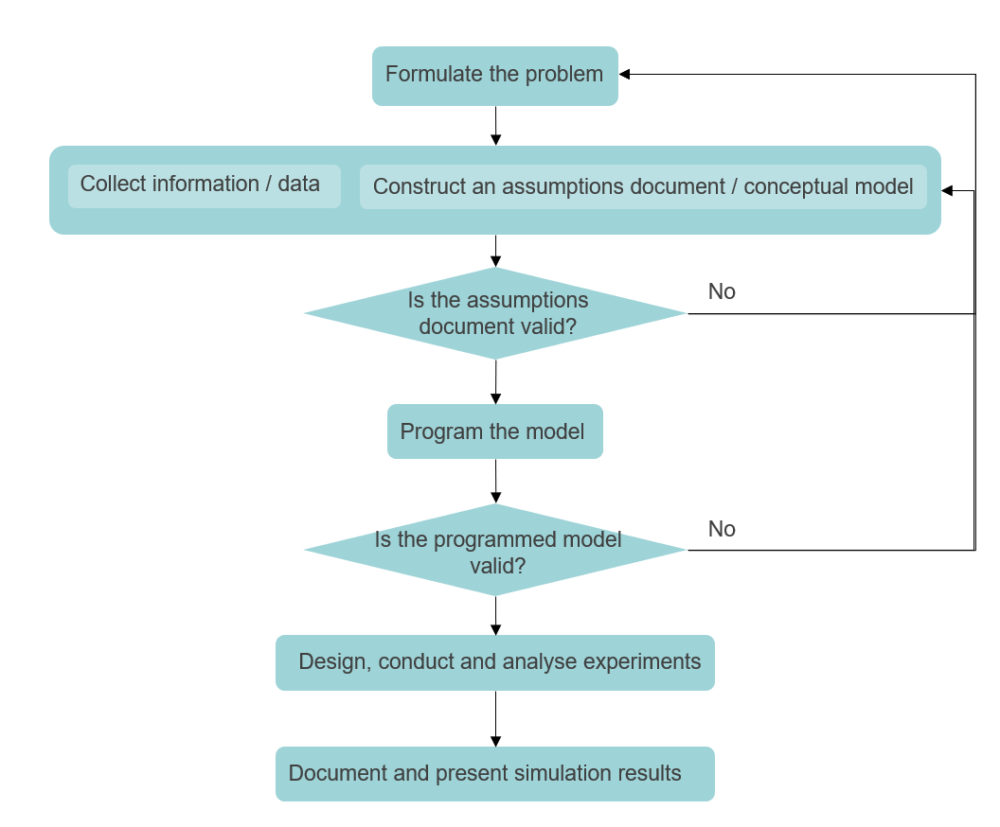 Formulate the problem
Collect information / data
Construct an assumptions document / conceptual model
Is the assumptions
document valid?
No
Program the model
Is the programmed model
valid?
No
Design, conduct and analyse experiments
Document and present simulation results